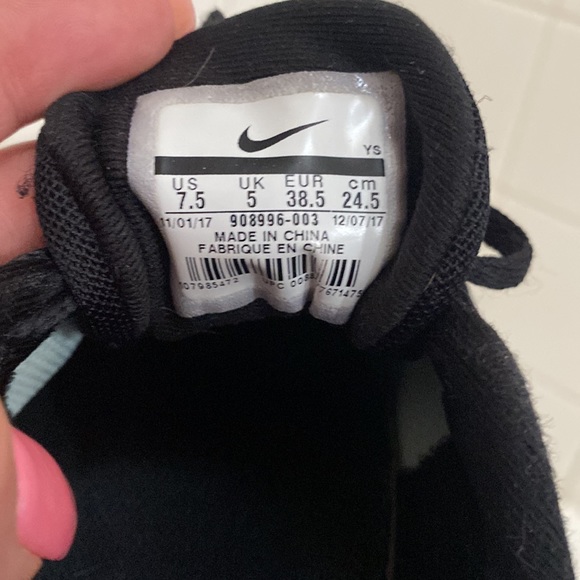 YS
US UK EUR cm
7.5 5 38.5 24.5
11/01/17 908996-003 12/07/17
MADE IN CHINA
FABRIQUE EN CHINE
UPC